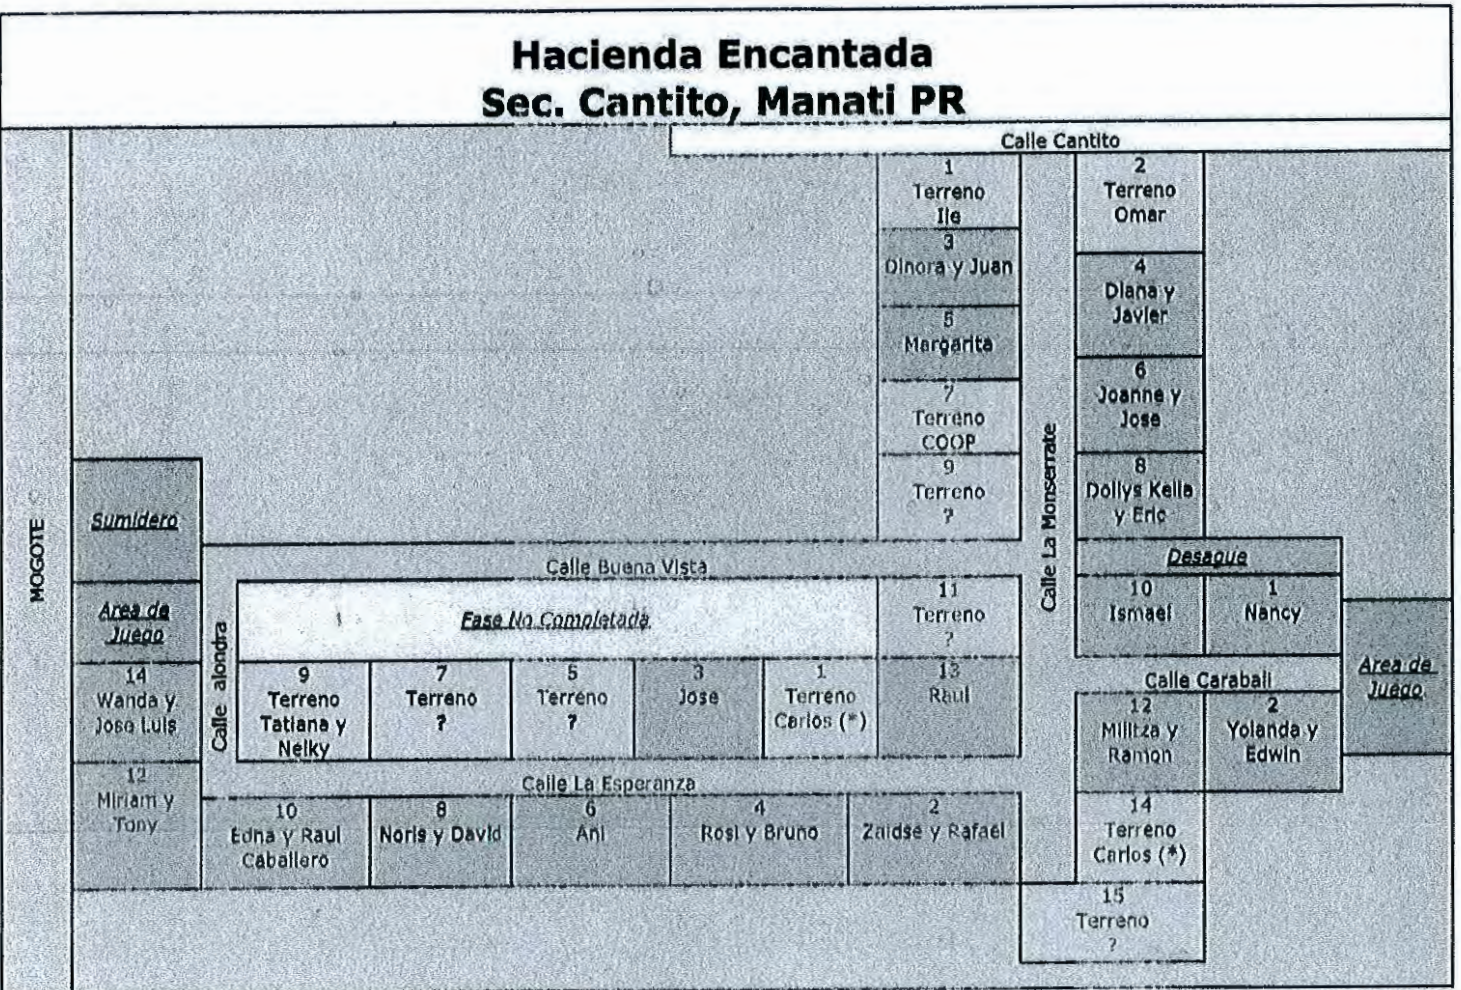 Hacienda Encantada
Sec. Cantito, Manati PR
Calle Cantito
1
Terreno
Ile
2
Terreno
Omar
3
Dinora y Juan
4
Diana y
Javier
5
Margarita
6
Joanne y
Jose
7
Terreno
COOP
8
Dollys Keila
y Eric
9
Terreno
?
Calle La Monserrate
MOGOTE
Sumidero
Desague
Calle Buena Vista
10
Ismael
1
Nancy
11
Terreno
?
Fase No Completada
Area de
Juego
Calle alondra
Area de
Juego
Calle Carabali
14
Wanda y
Jose Luis
9
Terreno
Tatiana y
Nelky
7
Terreno
?
5
Terreno
?
3
Jose
1
Terreno
Carlos (*)
13
Raul
12
Militza y
Ramon
2
Yolanda y
Edwin
12
Miriam y
Tony
Calle La Esperanza
10
Edna y Raul
Caballero
8
Noris y David
6
Ani
4
Rosi y Bruno
2
Zaidse y Rafael
14
Terreno
Carlos (*)
15
Terreno
?